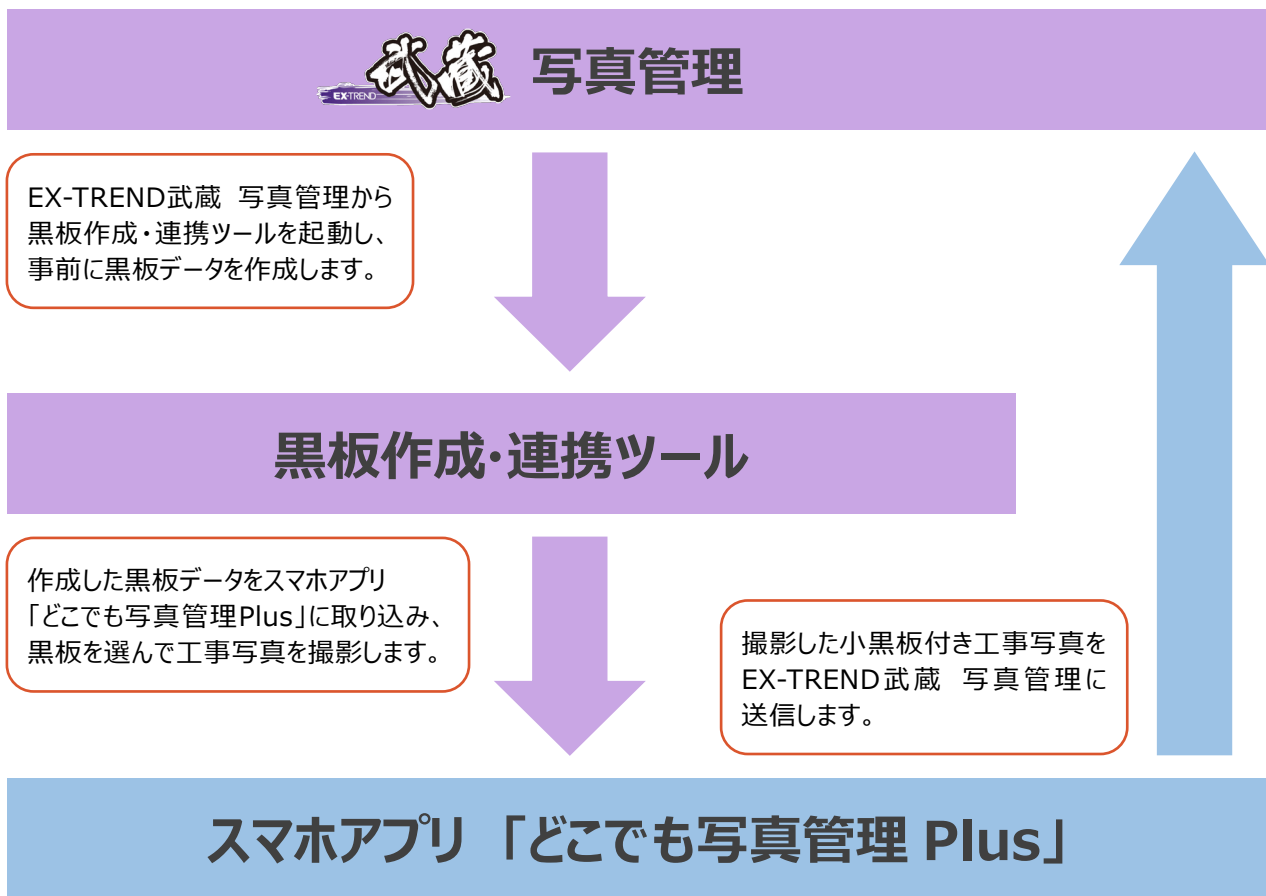 EX-TREND 武蔵 写真管理
EX-TREND武蔵 写真管理から
黒板作成・連携ツールを起動し、
事前に黒板データを作成します。
黒板作成・連携ツール
作成した黒板データをスマホアプリ
「どこでも写真管理Plus」に取り込み、
黒板を選んで工事写真を撮影します。
撮影した小黒板付き工事写真を
EX-TREND武蔵 写真管理に
送信します。
スマホアプリ 「どこでも写真管理 Plus」